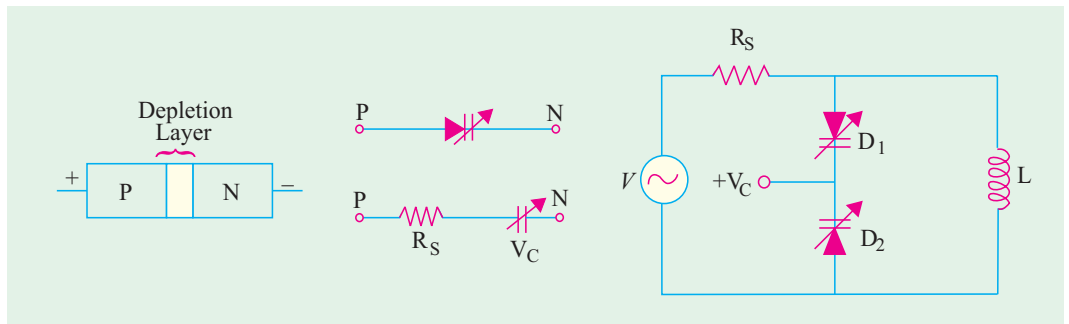 Depletion
Layer
+ P N –
P N
P N
R_S V_C
R_S
V
+V_C
D_1
D_2
L